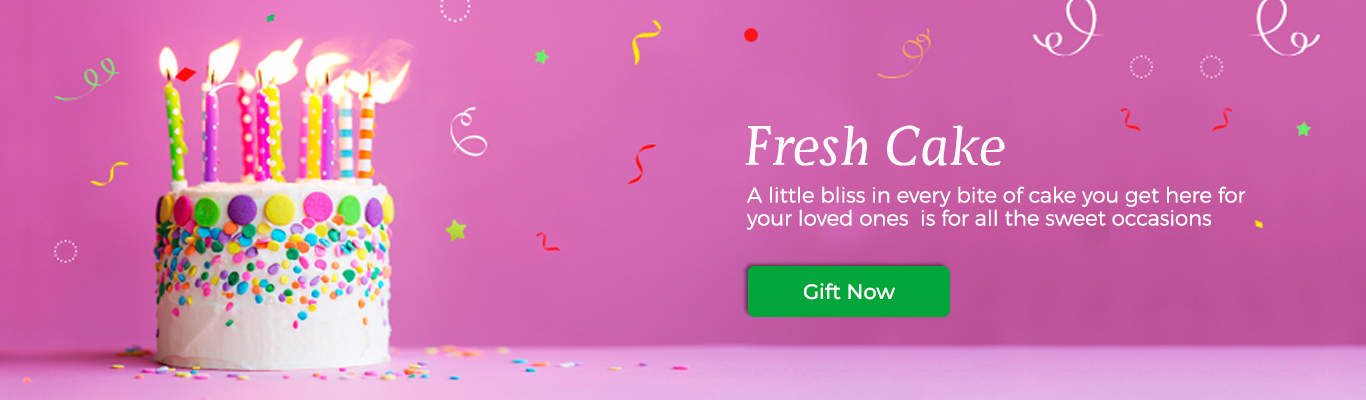 Fresh Cake
A little bliss in every bite of cake you get here for
your loved ones  is for all the sweet occasions
Gift Now